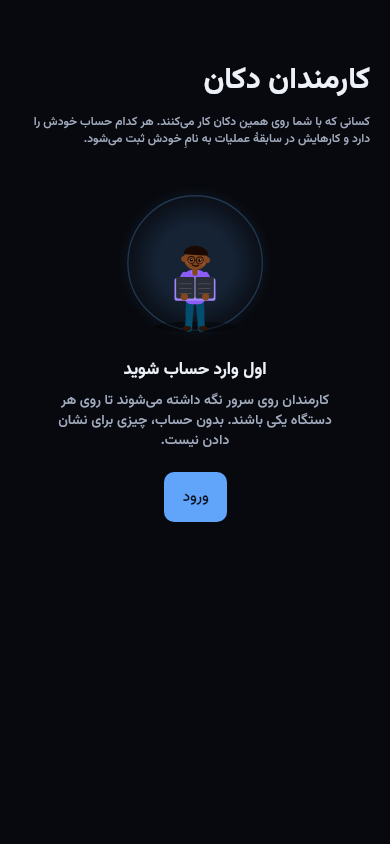 کارمندان دکان
کسانی که با شما روی همین دکان کار می‌کنند. هر کدام حساب خودش را
دارد و کارهایش در سابقهٔ عملیات به نامِ خودش ثبت می‌شود.
اول وارد حساب شوید
کارمندان روی سرور نگه داشته می‌شوند تا روی هر
دستگاه یکی باشند. بدون حساب، چیزی برای نشان
دادن نیست.
ورود